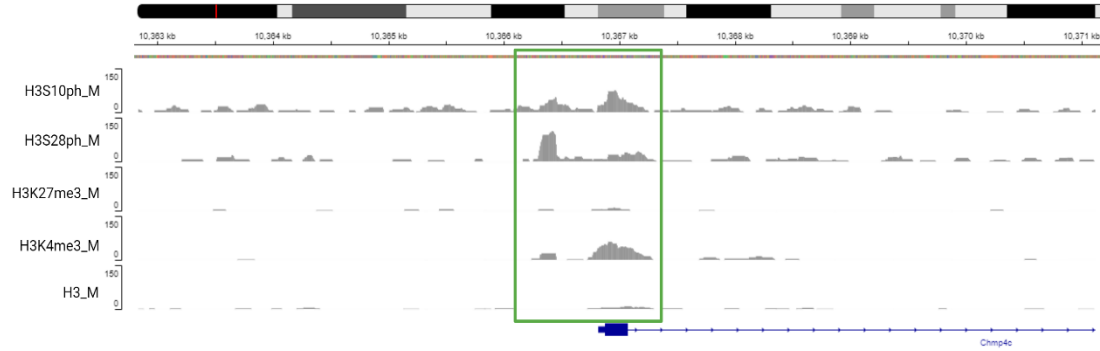 10,363 kb 10,364 kb 10,365 kb 10,366 kb 10,367 kb 10,368 kb 10,369 kb 10,370 kb 10,371 kb
H3S10ph_M 150 0
H3S28ph_M 150 0
H3K27me3_M 150 0
H3K4me3_M 150 0
H3_M 150 0
Chmp4c